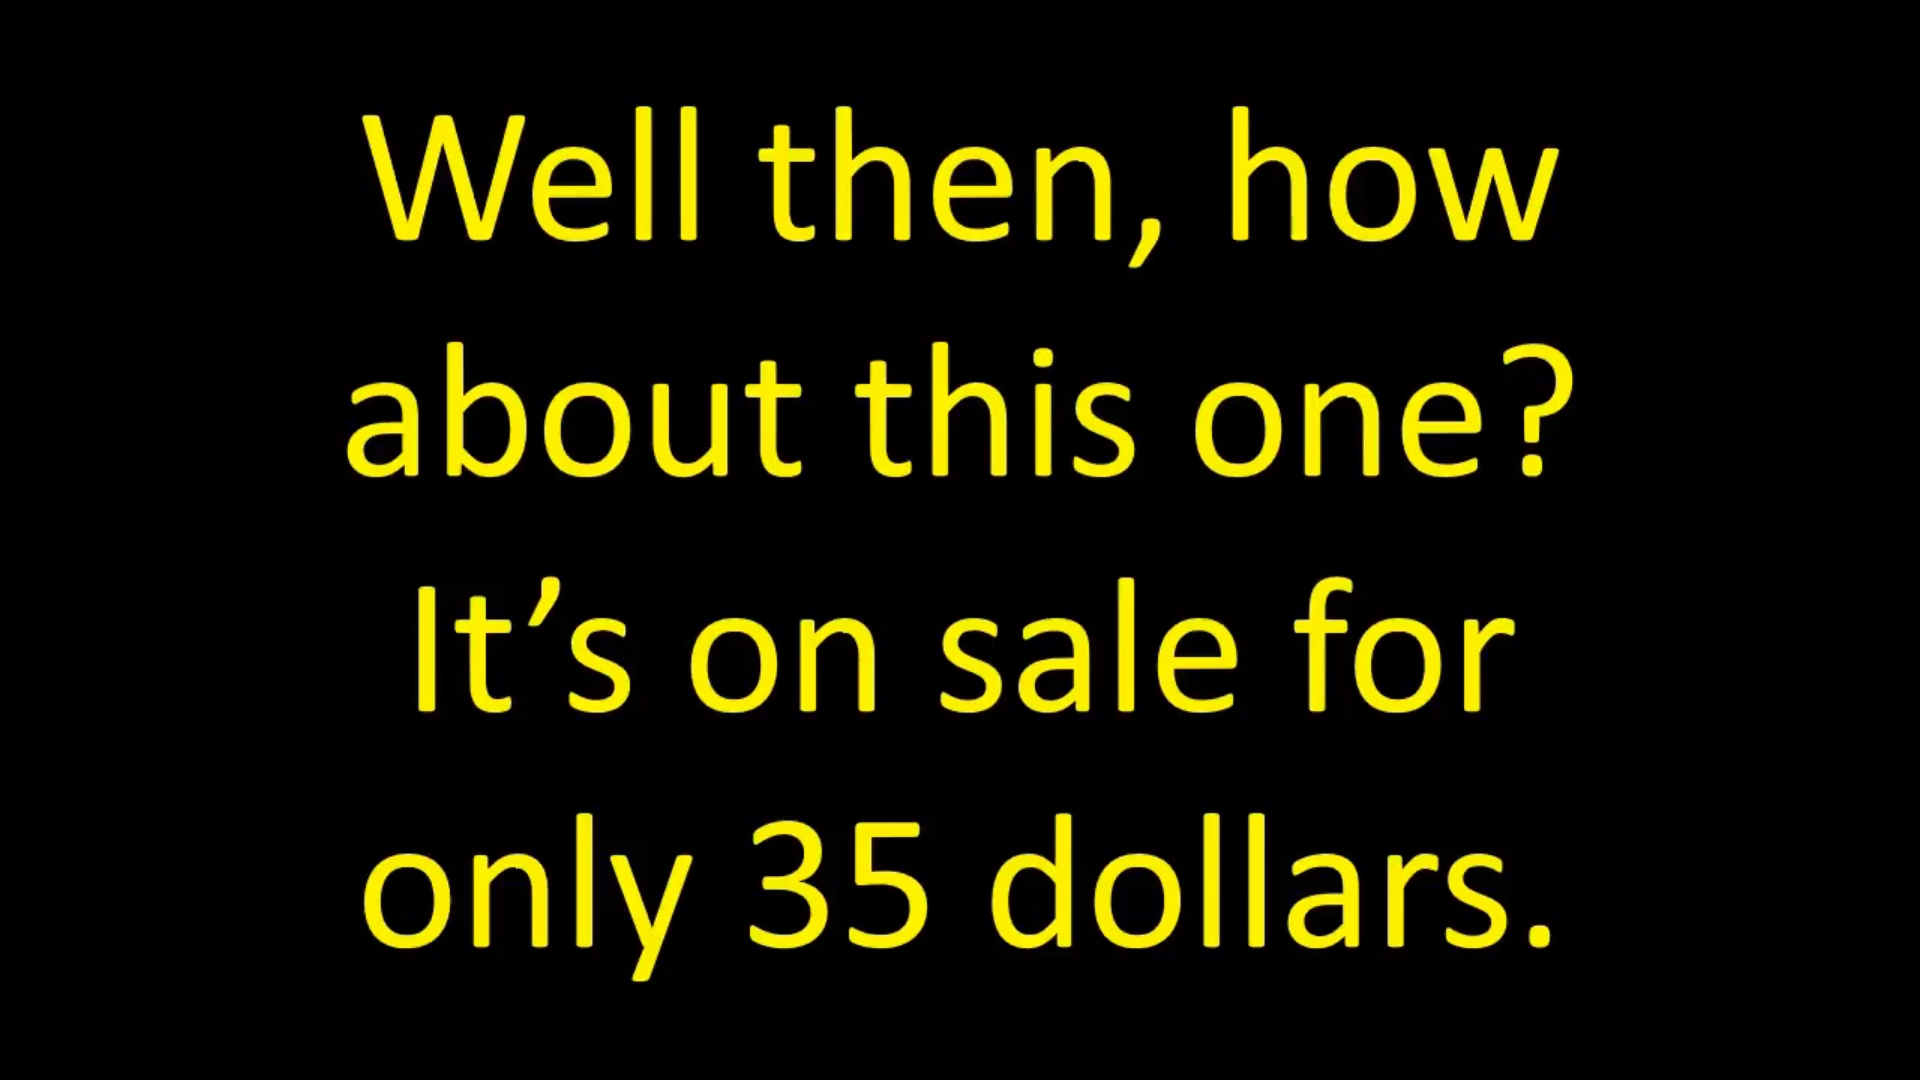 Well then, how
about this one?
It’s on sale for
only 35 dollars.